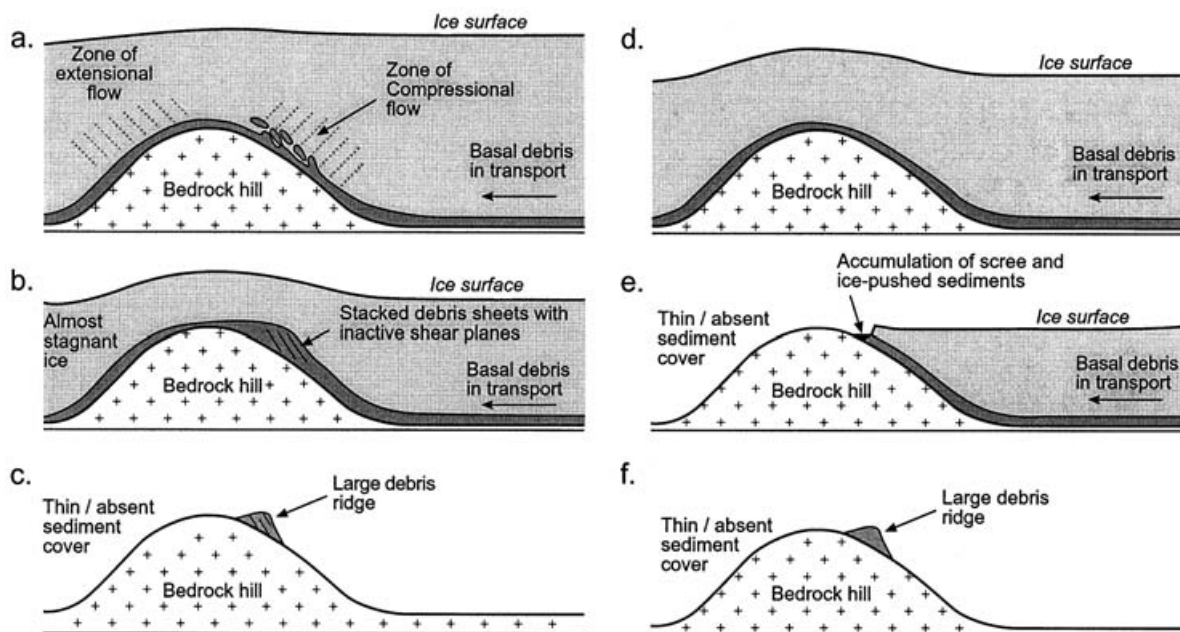 a.
Ice surface
Zone of
extensional
flow
Zone of
Compressional
flow
Basal debris
in transport
Bedrock hill
b.
Ice surface
Almost
stagnant
ice
Stacked debris sheets with
inactive shear planes
Basal debris
in transport
Bedrock hill
c.
Thin / absent
sediment
cover
Large debris
ridge
Bedrock hill
d.
Ice surface
Basal debris
in transport
Bedrock hill
e.
Accumulation of scree and
ice-pushed sediments
Thin / absent
sediment
cover
Ice surface
Basal debris
in transport
Bedrock hill
f.
Thin / absent
sediment
cover
Large debris
ridge
Bedrock hill